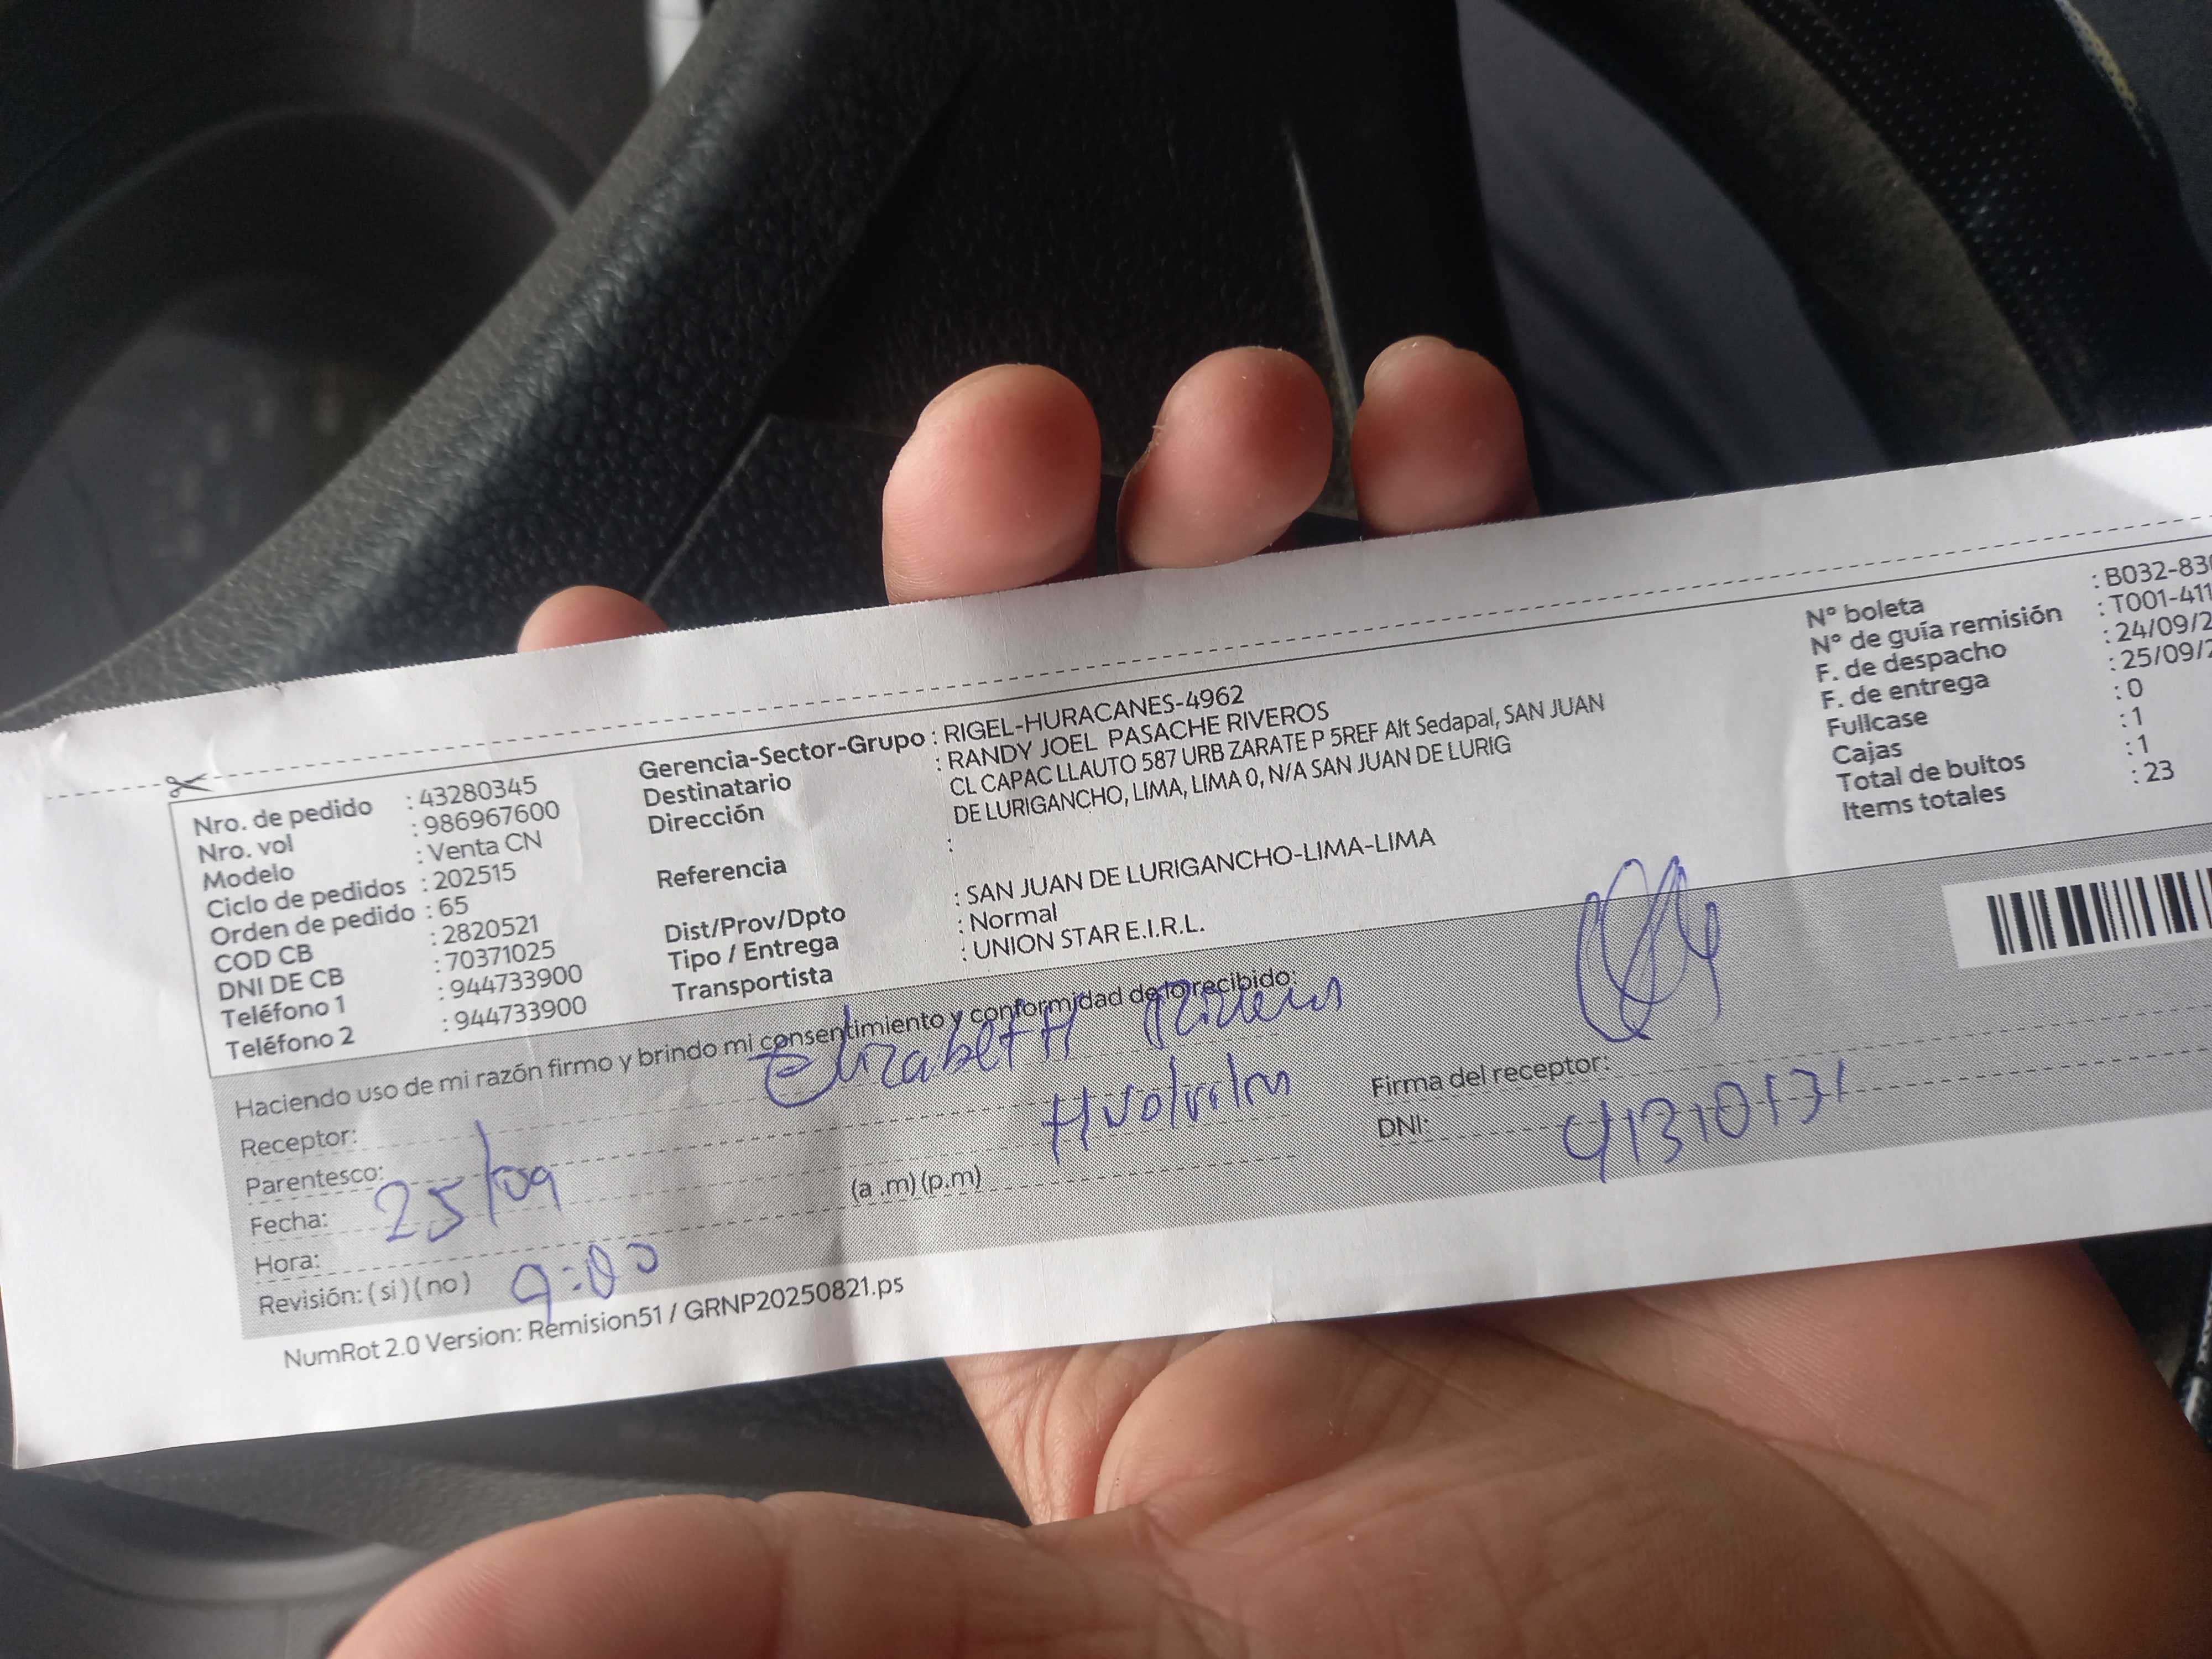 Nro. de pedido : 43280345
Nro. vol : 986967600
Modelo : Venta CN
Ciclo de pedidos : 202515
Orden de pedido : 65
COD CB : 2820521
DNI DE CB : 70371025
Teléfono 1 : 944733900
Teléfono 2 : 944733900
Gerencia-Sector-Grupo : RIGEL-HURACANES-4962
Destinatario : RANDY JOEL PASACHE RIVEROS
Dirección CL CAPAC LLAUTO 587 URB ZARATE P 5REF Alt Sedapal, SAN JUAN
DE LURIGANCHO, LIMA, LIMA 0, N/A SAN JUAN DE LURIG
Referencia :
Dist/Prov/Dpto : SAN JUAN DE LURIGANCHO-LIMA-LIMA
Tipo / Entrega : Normal
Transportista : UNION STAR E.I.R.L.
N° boleta : B032-83
N° de guía remisión : T001-411
F. de despacho : 24/09/2
F. de entrega : 25/09/2
Fullcase : 0
Cajas : 1
Total de bultos : 1
Items totales : 23
Haciendo uso de mi razón firmo y brindo mi consentimiento y conformidad de lo recibido:
Receptor: Elizabeth
Parentesco:
Fecha: 25/09
Hora: 9:00 (a .m) (p.m)
Revisión: ( si ) ( no )
Firma del receptor:
DNI: 41310131
NumRot 2.0 Version: Remision51 / GRNP20250821.ps